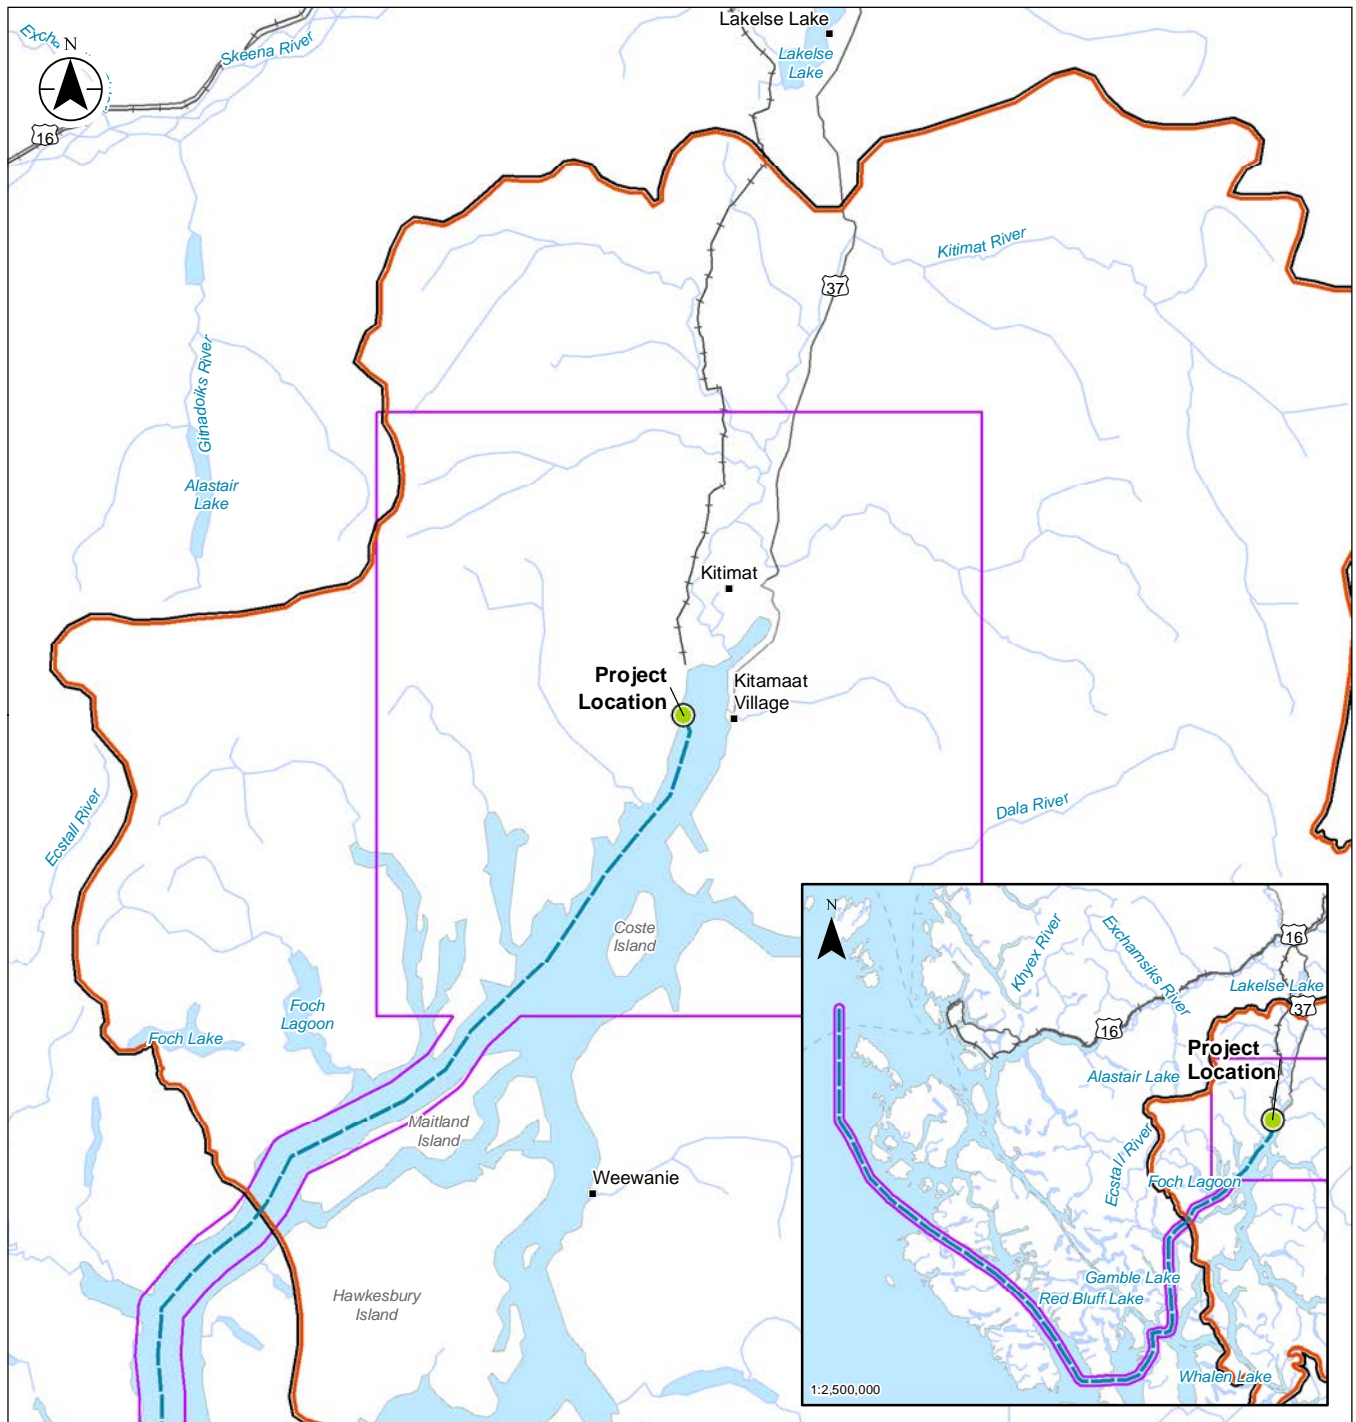 Lakelse Lake
Lakelse
Lake
Skeena River
N
16
Kitimat River
37
Gitnadoiks River
Alastair
Lake
Kitimat
Project
Location
Kitamaat
Village
Ecstall River
Dala River
Coste
Island
Foch
Lagoon
Foch Lake
Maitland
Island
Weewanie
Hawkesbury
Island
N
Khyex River
Exchamsiks River
16
Lakelse Lake
37
16
Project
Location
Alastair Lake
Ecstall River
Foch Lagoon
Gamble Lake
Red Bluff Lake
Whalen Lake
1:2,500,000